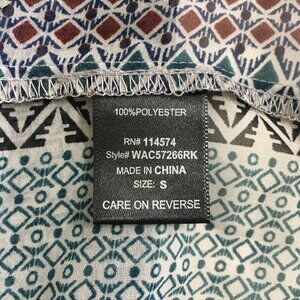 100%POLYESTER
RN# 114574
Style# WAC57266RK
MADE IN CHINA
SIZE: S
CARE ON REVERSE